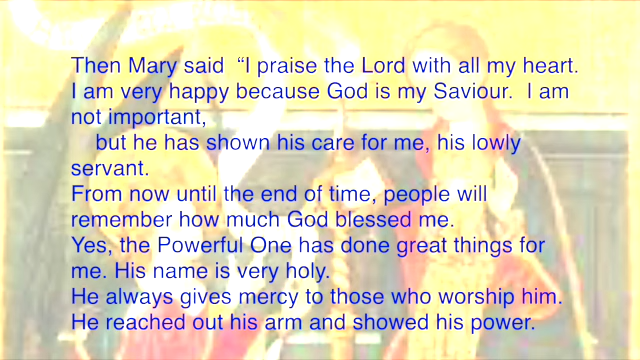 Then Mary said  “I praise the Lord with all my heart.
I am very happy because God is my Saviour.  I am
not important,
    but he has shown his care for me, his lowly
servant.
From now until the end of time, people will
remember how much God blessed me.
Yes, the Powerful One has done great things for
me. His name is very holy.
He always gives mercy to those who worship him.
He reached out his arm and showed his power.